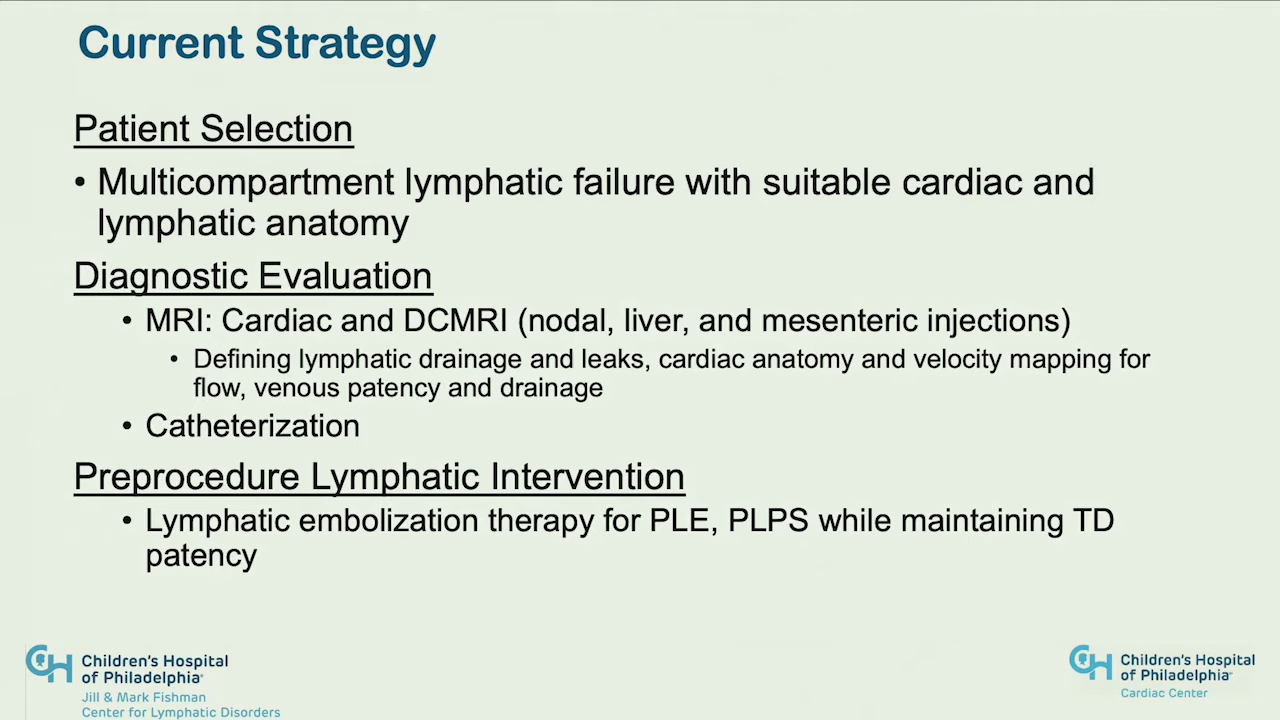 Current Strategy
Patient Selection
• Multicompartment lymphatic failure with suitable cardiac and
lymphatic anatomy
Diagnostic Evaluation
• MRI: Cardiac and DCMRI (nodal, liver, and mesenteric injections)
• Defining lymphatic drainage and leaks, cardiac anatomy and velocity mapping for
flow, venous patency and drainage
• Catheterization
Preprocedure Lymphatic Intervention
• Lymphatic embolization therapy for PLE, PLPS while maintaining TD
patency
CH Children's Hospital
of Philadelphia
Jill & Mark Fishman
Center for Lymphatic Disorders
CH Children's Hospital
of Philadelphia
Cardiac Center